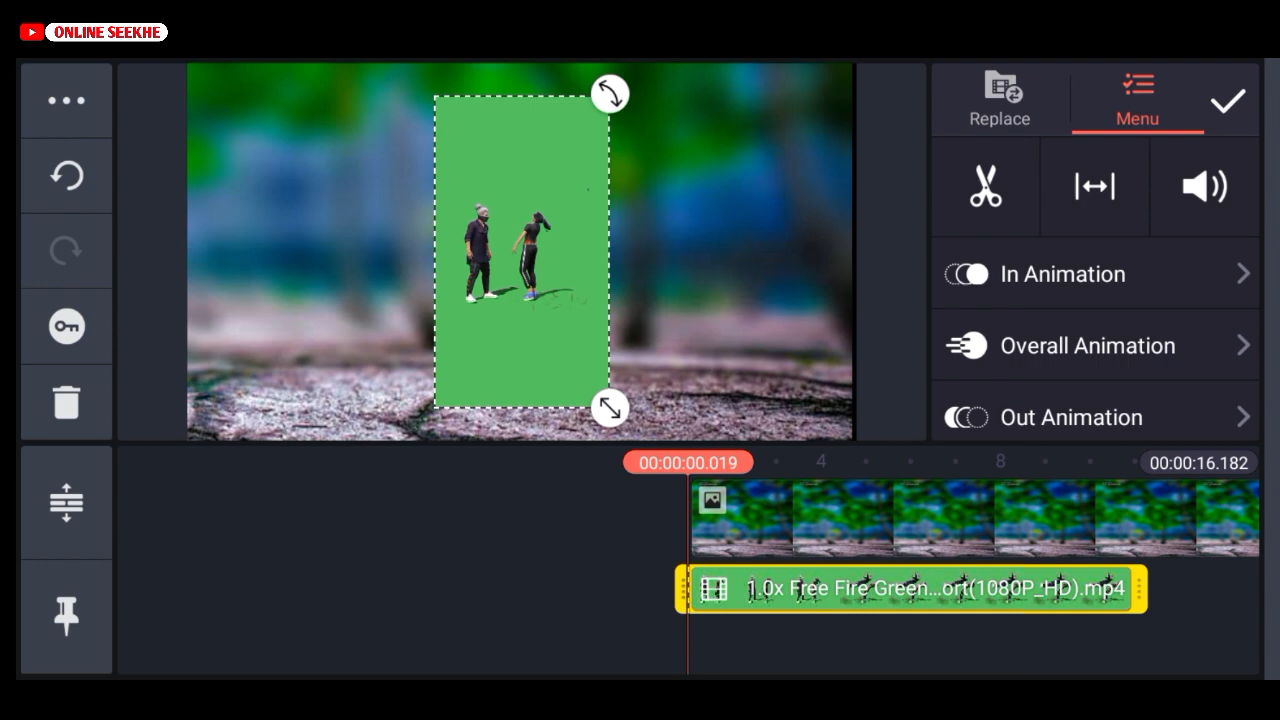 ONLINE SEEKHE
Replace
Menu
In Animation
Overall Animation
Out Animation
00:00:00.019
4
8
00:00:16.182
1.0x Free Fire Green...ort(1080P_HD).mp4